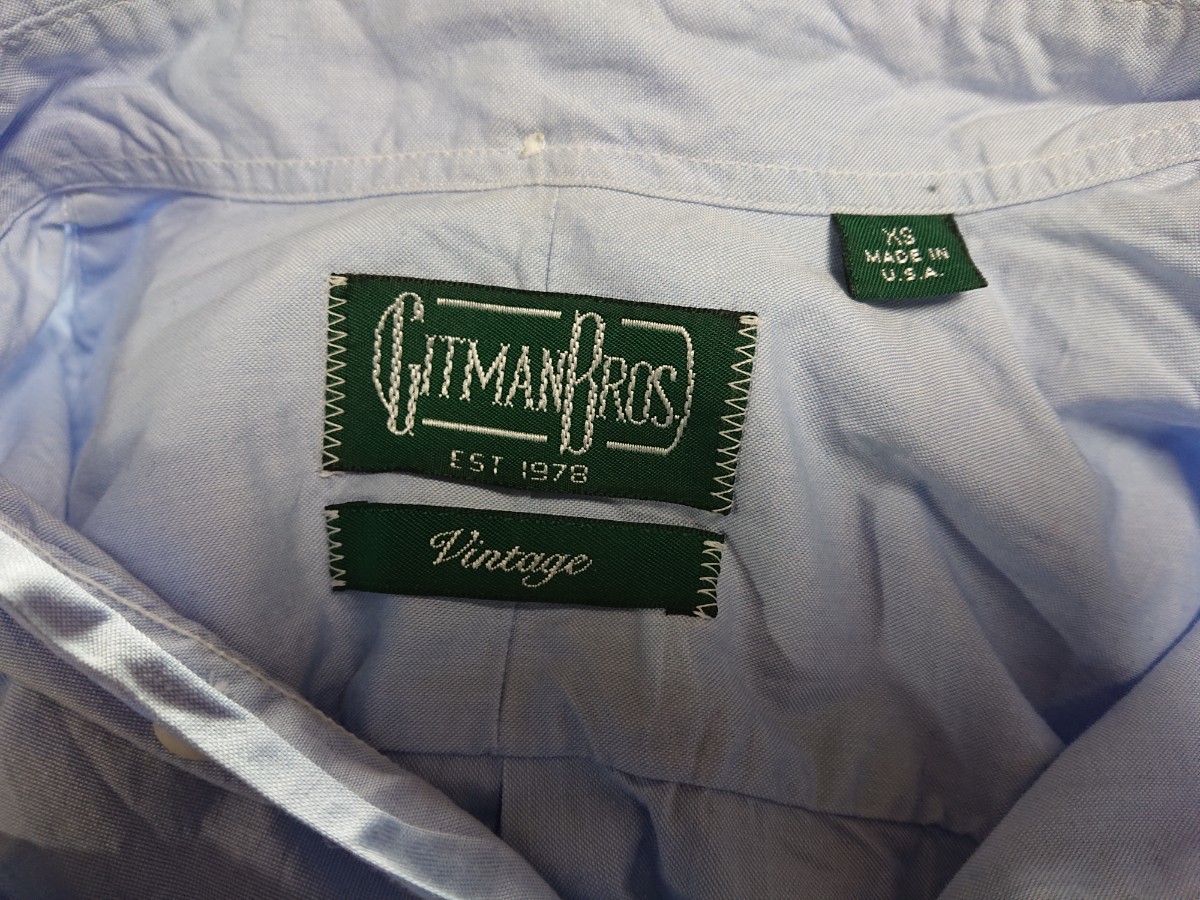 GITMAN BROS.
EST 1978
Vintage
XS
MADE IN
U.S.A.